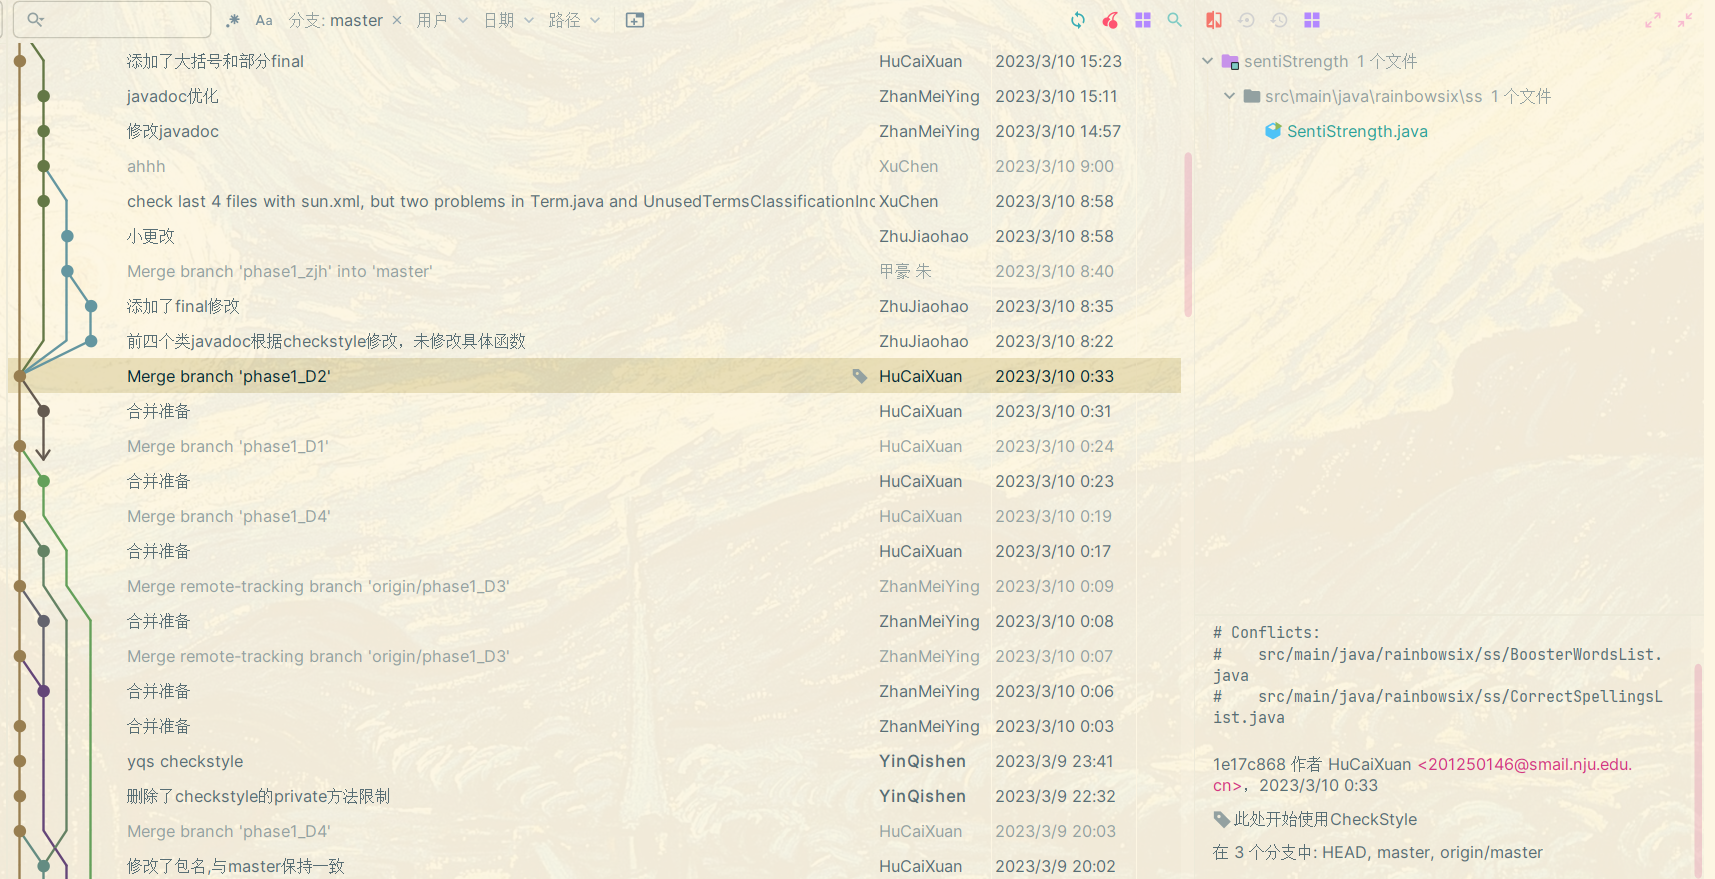 Aa 分支: master × 用户 日期 路径
添加了大括号和部分final HuCaiXuan 2023/3/10 15:23
javadoc优化 ZhanMeiYing 2023/3/10 15:11
修改javadoc ZhanMeiYing 2023/3/10 14:57
ahhh XuChen 2023/3/10 9:00
check last 4 files with sun.xml, but two problems in Term.java and UnusedTermsClassificationInd XuChen 2023/3/10 8:58
小更改 ZhuJiaohao 2023/3/10 8:58
Merge branch 'phase1_zjh' into 'master' 甲豪 朱 2023/3/10 8:40
添加了final修改 ZhuJiaohao 2023/3/10 8:35
前四个类javadoc根据checkstyle修改，未修改具体函数 ZhuJiaohao 2023/3/10 8:22
Merge branch 'phase1_D2' HuCaiXuan 2023/3/10 0:33
合并准备 HuCaiXuan 2023/3/10 0:31
Merge branch 'phase1_D1' HuCaiXuan 2023/3/10 0:24
合并准备 HuCaiXuan 2023/3/10 0:23
Merge branch 'phase1_D4' HuCaiXuan 2023/3/10 0:19
合并准备 HuCaiXuan 2023/3/10 0:17
Merge remote-tracking branch 'origin/phase1_D3' ZhanMeiYing 2023/3/10 0:09
合并准备 ZhanMeiYing 2023/3/10 0:08
Merge remote-tracking branch 'origin/phase1_D3' ZhanMeiYing 2023/3/10 0:07
合并准备 ZhanMeiYing 2023/3/10 0:06
合并准备 ZhanMeiYing 2023/3/10 0:03
yqs checkstyle YinQishen 2023/3/9 23:41
删除了checkstyle的private方法限制 YinQishen 2023/3/9 22:32
Merge branch 'phase1_D4' HuCaiXuan 2023/3/9 20:03
修改了包名,与master保持一致 HuCaiXuan 2023/3/9 20:02
sentiStrength 1 个文件
src\main\java\rainbowsix\ss 1 个文件
SentiStrength.java
# Conflicts:
# src/main/java/rainbowsix/ss/BoosterWordsList.
java
# src/main/java/rainbowsix/ss/CorrectSpellingsL
ist.java
1e17c868 作者 HuCaiXuan <201250146@smail.nju.edu.
cn>，2023/3/10 0:33
此处开始使用CheckStyle
在 3 个分支中: HEAD, master, origin/master